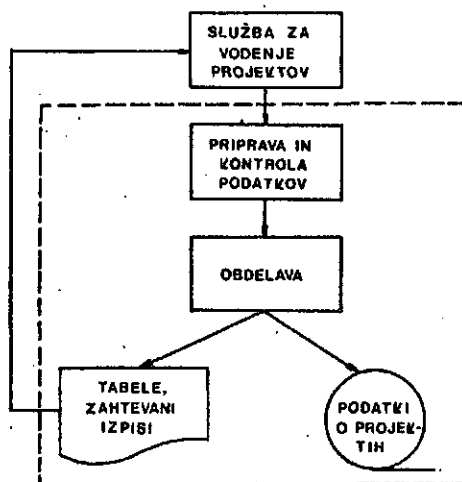 SLUŽBA ZA
VODENJE
PROJEKTOV
PRIPRAVA IN
KONTROLA
PODATKOV
OBDELAVA
TABELE,
ZAHTEVANI
IZPISI
PODATKI
O PROJEK-
TIH